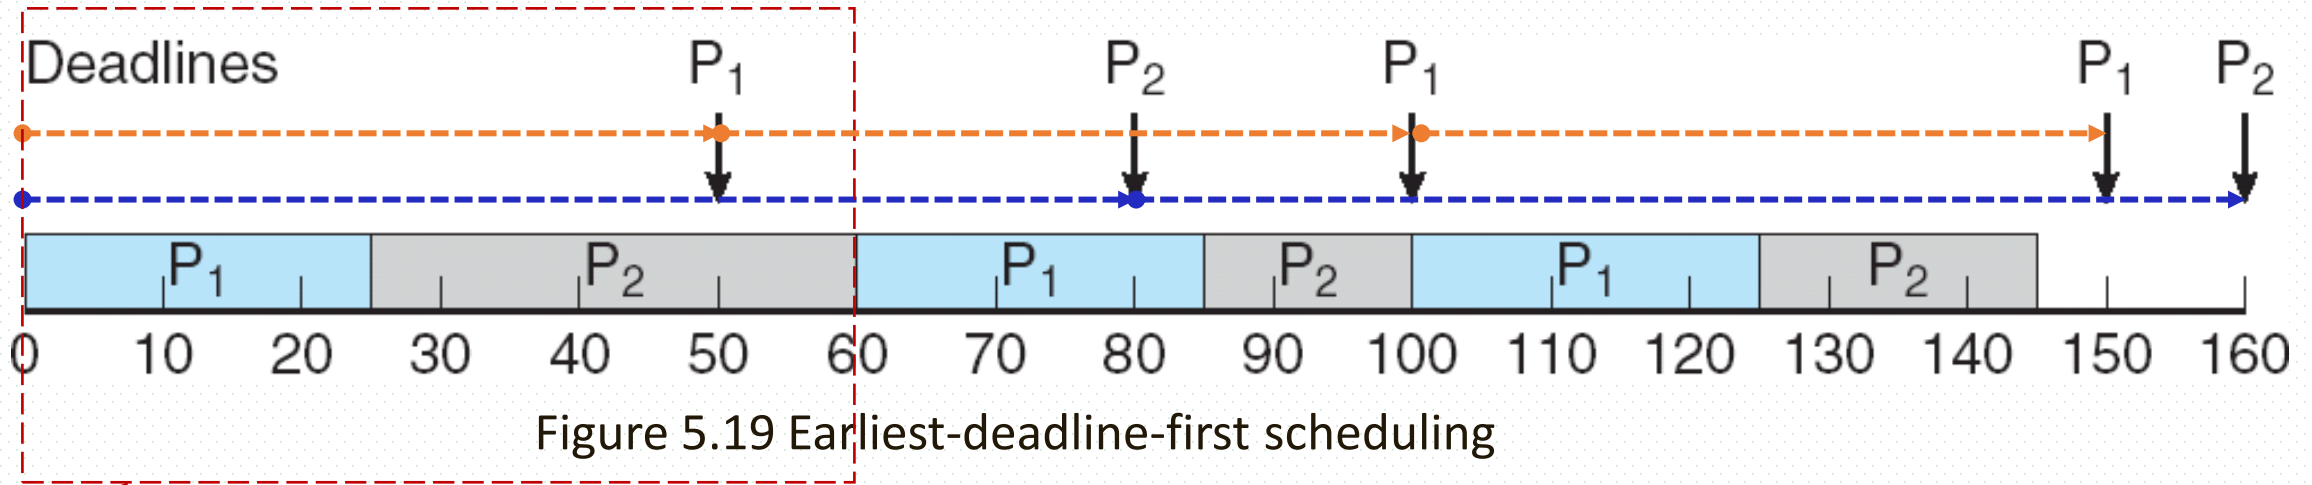 Deadlines P₁ P₂ P₁ P₁ P₂
P₁ P₂ P₁ P₂ P₁ P₂
0 10 20 30 40 50 60 70 80 90 100 110 120 130 140 150 160
Figure 5.19 Earliest-deadline-first scheduling